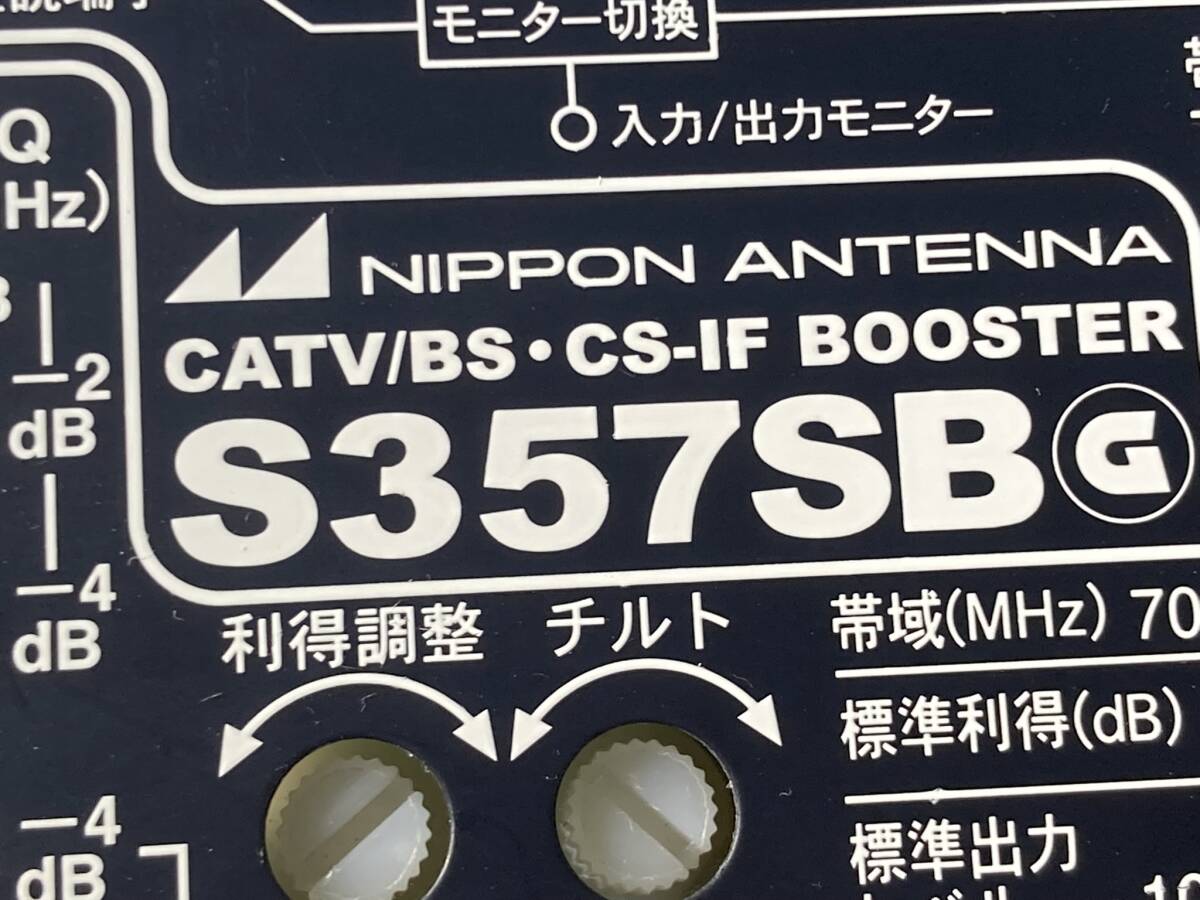 モニター切換
入力/出力モニター
Q
Hz)
NIPPON ANTENNA
CATV/BS・CS-IF BOOSTER
S357SB G
−2
dB
−4
dB
利得調整
チルト
帯域(MHz) 70
標準利得(dB)
−4
dB
標準出力
10